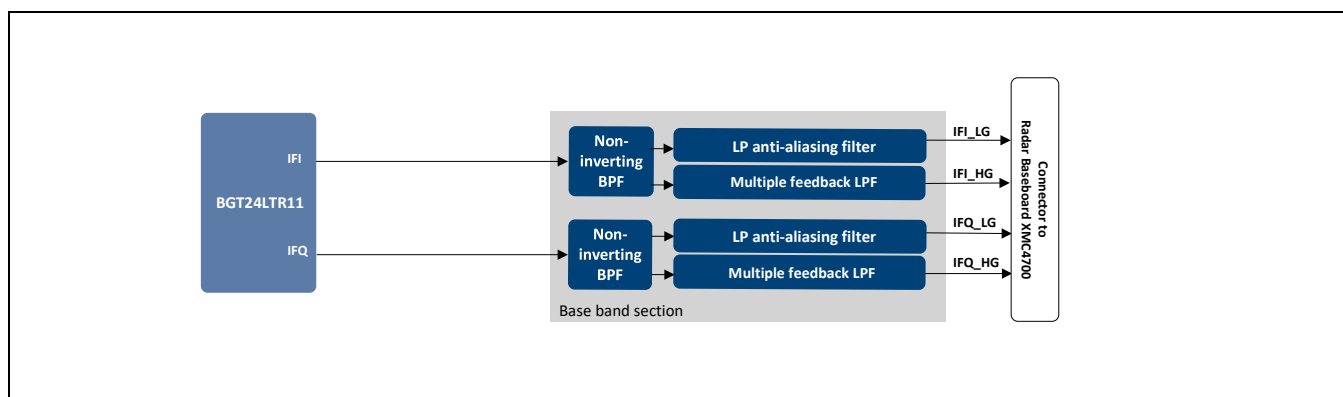 IFI
BGT24LTR11
IFQ
Non-
inverting
BPF
LP anti-aliasing filter
Multiple feedback LPF
Non-
inverting
BPF
LP anti-aliasing filter
Multiple feedback LPF
Base band section
IFI_LG
IFI_HG
IFQ_LG
IFQ_HG
Connector to
Radar Baseboard XMC4700